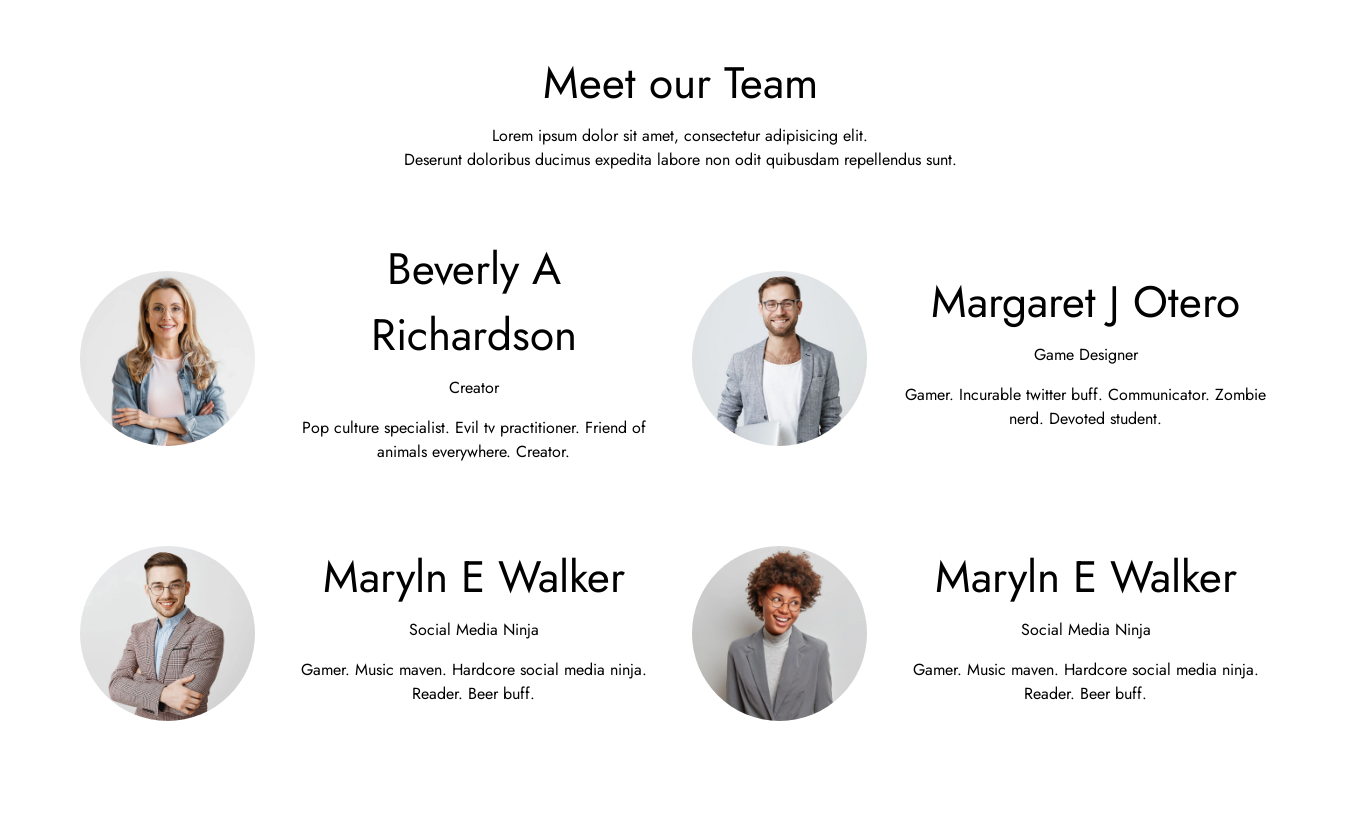 Meet our Team
Lorem ipsum dolor sit amet, consectetur adipisicing elit.
Deserunt doloribus ducimus expedita labore non odit quibusdam repellendus sunt.
Beverly A
Richardson
Creator
Pop culture specialist. Evil tv practitioner. Friend of
animals everywhere. Creator.
Margaret J Otero
Game Designer
Gamer. Incurable twitter buff. Communicator. Zombie
nerd. Devoted student.
Maryln E Walker
Social Media Ninja
Gamer. Music maven. Hardcore social media ninja.
Reader. Beer buff.
Maryln E Walker
Social Media Ninja
Gamer. Music maven. Hardcore social media ninja.
Reader. Beer buff.